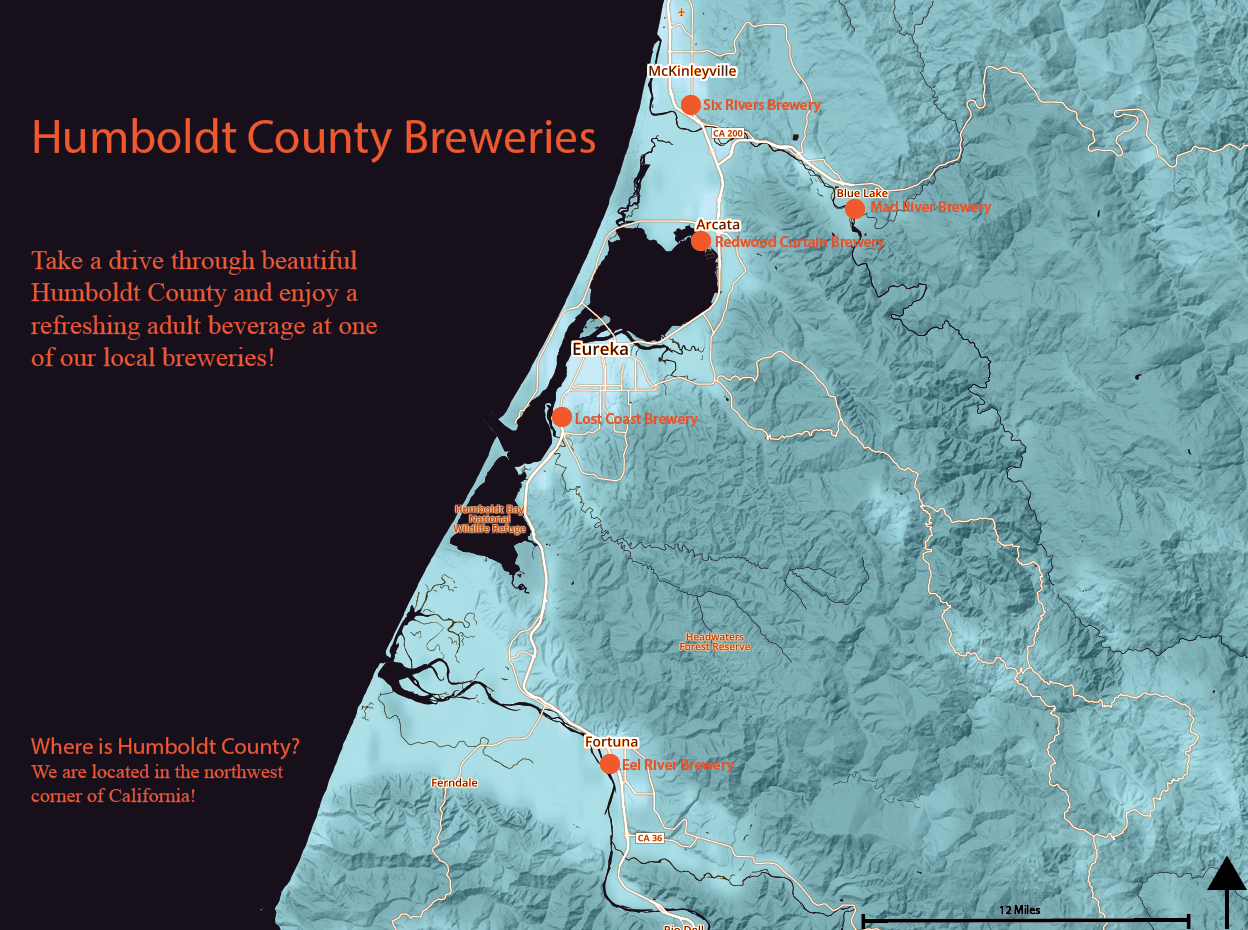 McKinleyville
Six Rivers Brewery
Humboldt County Breweries
CA 200
Blue Lake
Mad River Brewery
Arcata
Redwood Curtain Brewery
Take a drive through beautiful
Humboldt County and enjoy a
refreshing adult beverage at one
of our local breweries!
Eureka
Lost Coast Brewery
Humboldt Bay
National
Wildlife Refuge
Headwaters
Forest Reserve
Where is Humboldt County?
We are located in the northwest
corner of California!
Fortuna
Eel River Brewery
Ferndale
CA 36
12 Miles
Rio Dell